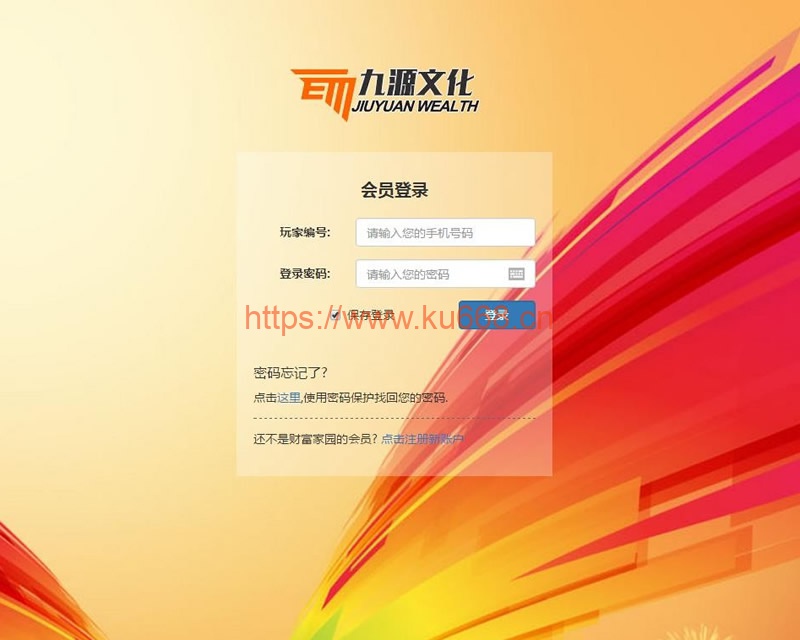 九源文化
JIUYUAN WEALTH
会员登录
玩家编号: 请输入您的手机号码
登录密码: 请输入您的密码
保存登录 登录
https://www.ku668.cn
密码忘记了?
点击这里,使用密码保护找回您的密码.
还不是财富家园的会员? 点击注册新账户